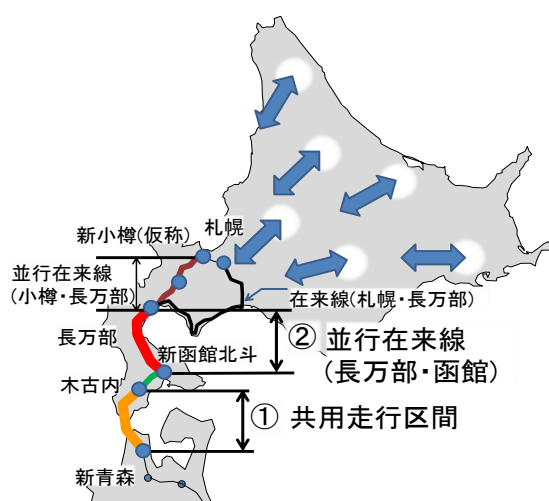 札幌
新小樽(仮称)
並行在来線
(小樽・長万部)
在来線(札幌・長万部)
長万部
新函館北斗
② 並行在来線
(長万部・函館)
木古内
① 共用走行区間
新青森